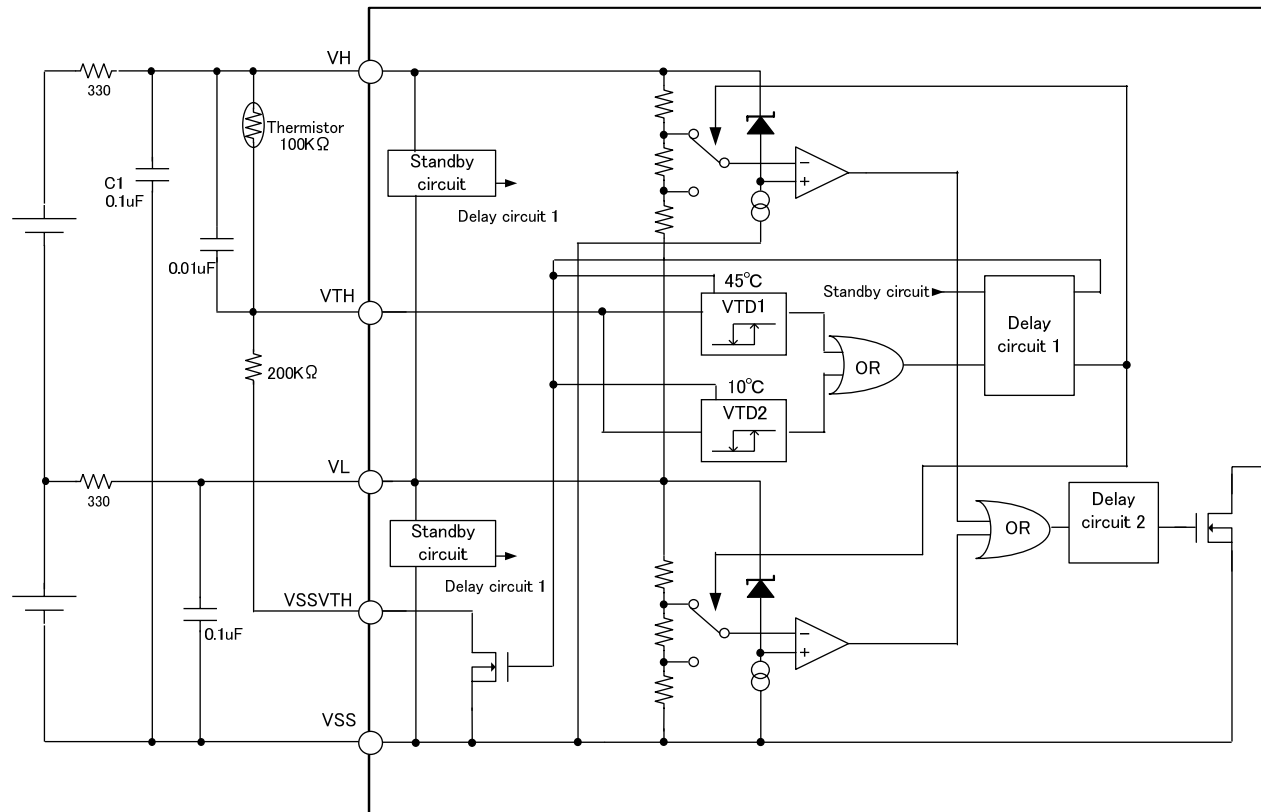 VH
330
Thermistor
100KΩ
Standby
circuit
Delay circuit 1
C1
0.1uF
0.01uF
−
+
45°C
VTH
VTD1
Standby circuit
Delay
circuit 1
OR
200KΩ
10°C
VTD2
VL
330
Standby
circuit
Delay circuit 1
Delay
circuit 2
OR
VSSVTH
0.1uF
−
+
VSS